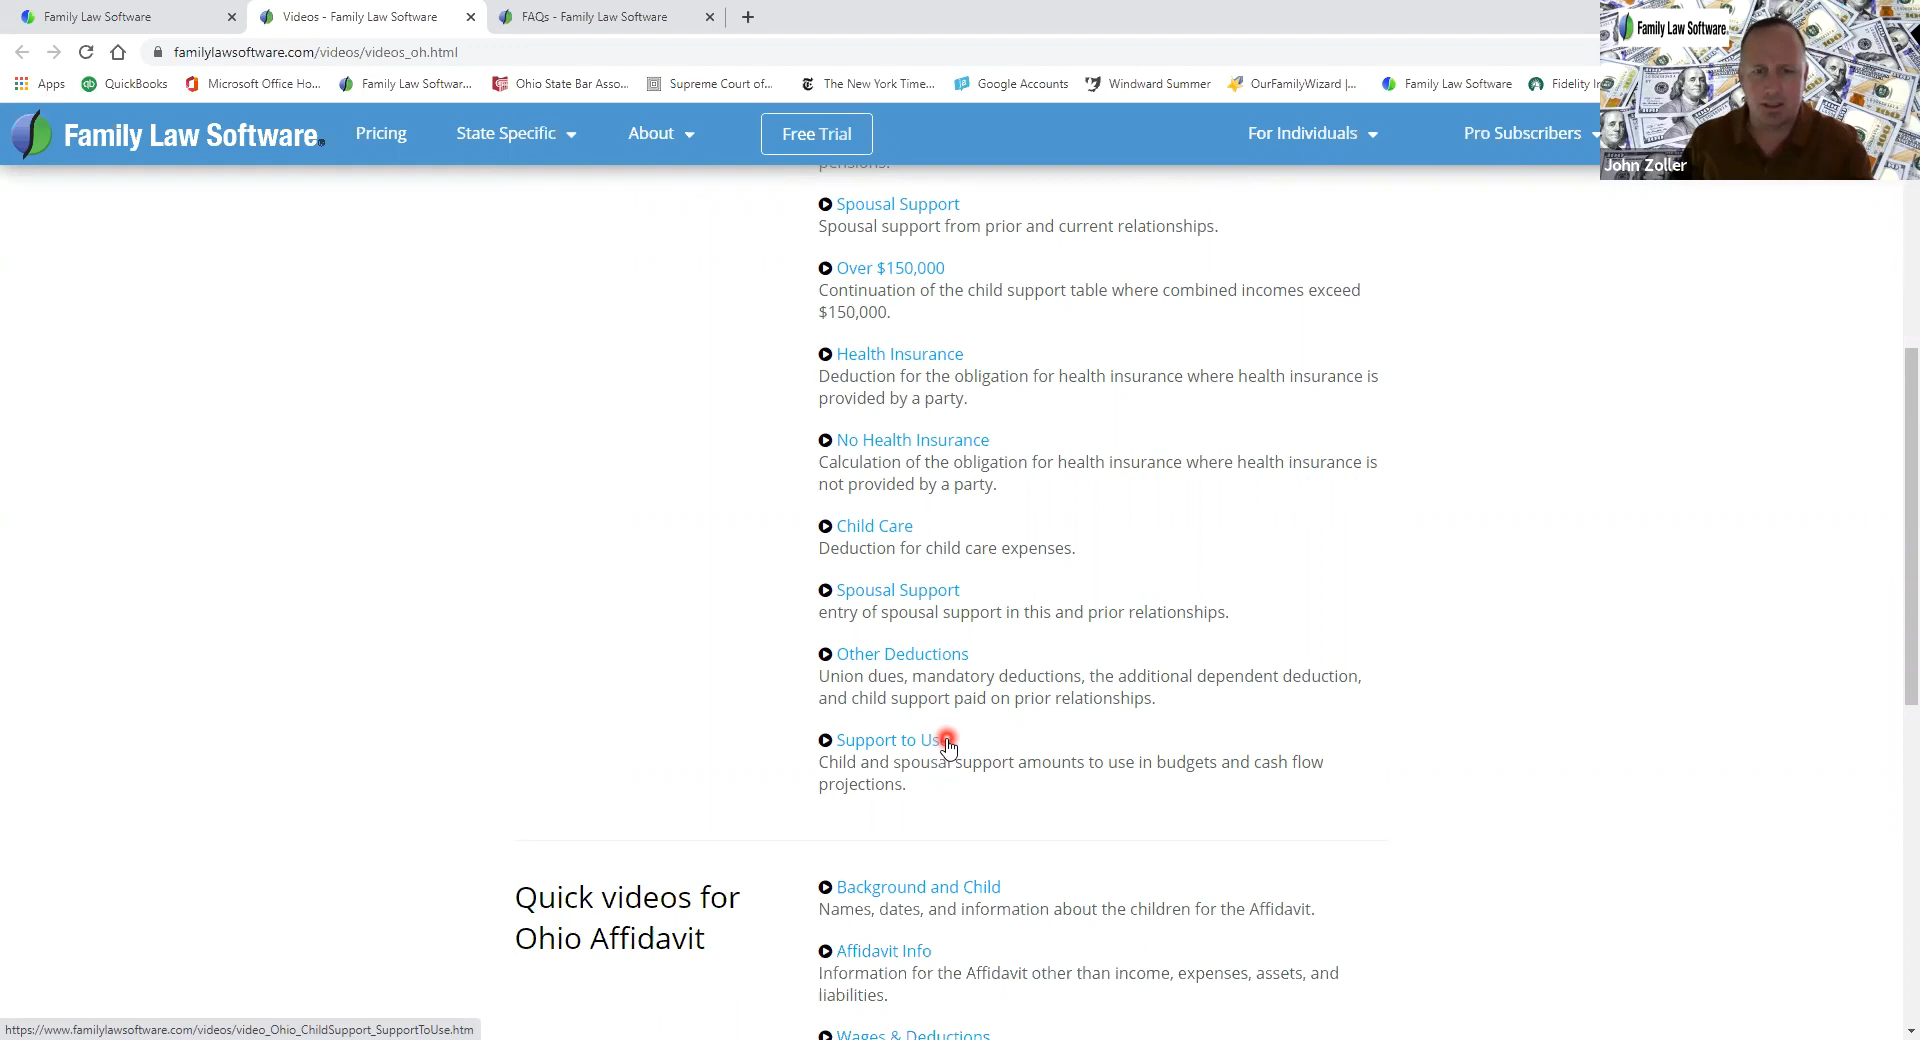 Family Law Software
Videos - Family Law Software
FAQs - Family Law Software
familylawsoftware.com/videos/videos_oh.html
Apps
QuickBooks
Microsoft Office Ho...
Family Law Softwar...
Ohio State Bar Asso...
Supreme Court of...
The New York Time...
Google Accounts
Windward Summer
OurFamilyWizard |...
Family Law Software
Fidelity
Family Law Software
Family Law Software
Pricing
State Specific
About
Free Trial
For Individuals
Pro Subscribers
John Zoller
pensions.
Spousal Support
Spousal support from prior and current relationships.
Over $150,000
Continuation of the child support table where combined incomes exceed
$150,000.
Health Insurance
Deduction for the obligation for health insurance where health insurance is
provided by a party.
No Health Insurance
Calculation of the obligation for health insurance where health insurance is
not provided by a party.
Child Care
Deduction for child care expenses.
Spousal Support
entry of spousal support in this and prior relationships.
Other Deductions
Union dues, mandatory deductions, the additional dependent deduction,
and child support paid on prior relationships.
Support to Use
Child and spousal support amounts to use in budgets and cash flow
projections.
Quick videos for
Ohio Affidavit
Background and Child
Names, dates, and information about the children for the Affidavit.
Affidavit Info
Information for the Affidavit other than income, expenses, assets, and
liabilities.
Wages & Deductions
https://www.familylawsoftware.com/videos/video_Ohio_ChildSupport_SupportToUse.htm